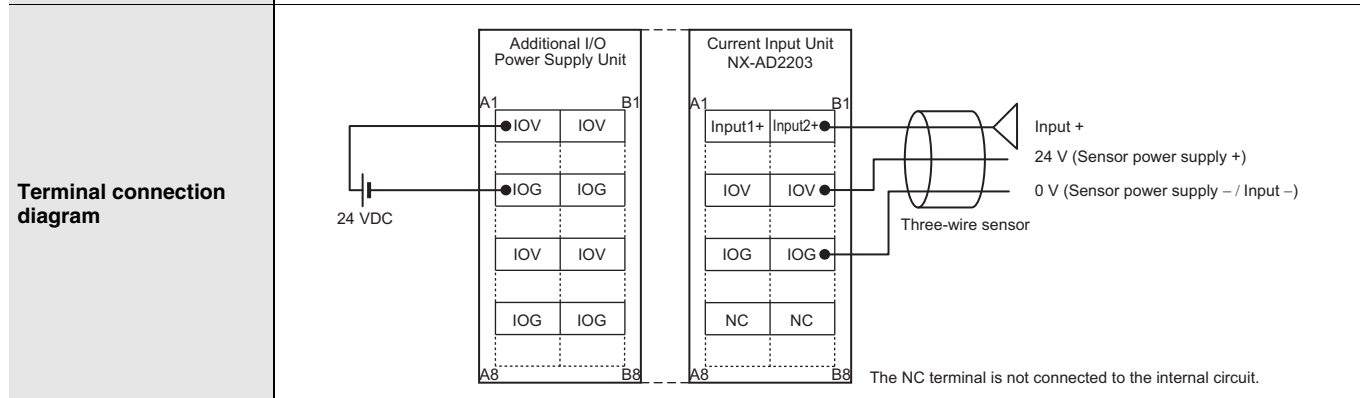 Terminal connection
diagram
Additional I/O
Power Supply Unit
A1
B1
IOV
IOV
IOG
IOG
IOV
IOV
IOG
IOG
A8
B8
24 VDC
Current Input Unit
NX-AD2203
A1
B1
Input1+
Input2+
IOV
IOV
IOG
IOG
NC
NC
A8
B8
Input +
24 V (Sensor power supply +)
0 V (Sensor power supply – / Input –)
Three-wire sensor
The NC terminal is not connected to the internal circuit.